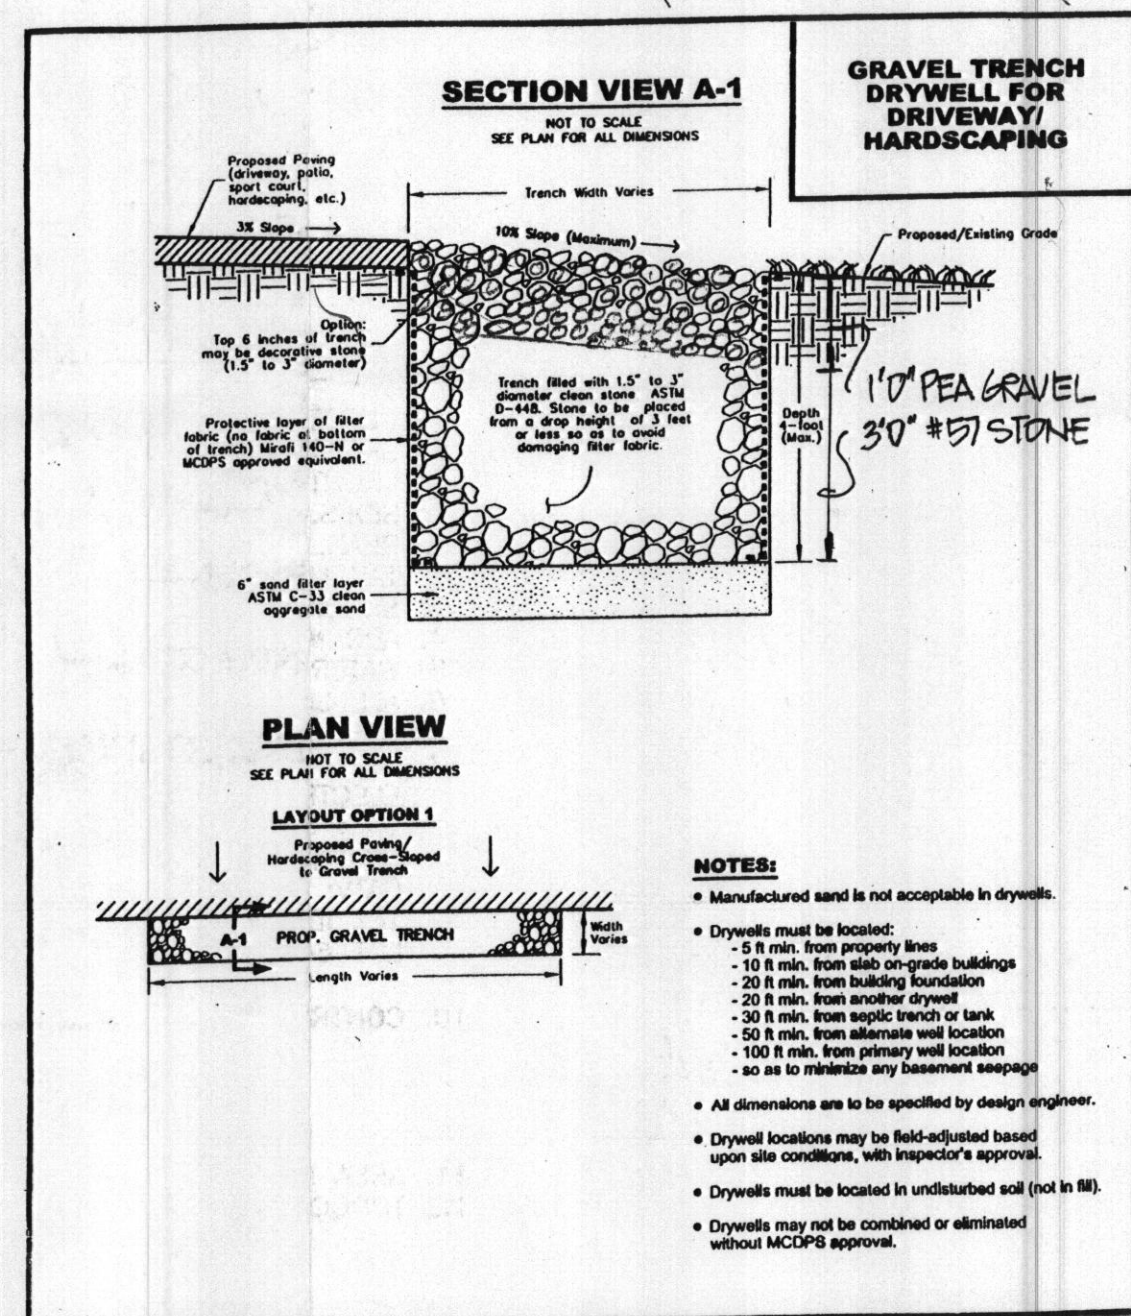 SECTION VIEW A-1
NOT TO SCALE
SEE PLAN FOR ALL DIMENSIONS
GRAVEL TRENCH
DRYWELL FOR
DRIVEWAY/
HARDSCAPING
Proposed Paving
(driveway, patio,
sport court,
hardscaping, etc.)
3% Slope
Trench Width Varies
10% Slope (Maximum)
Proposed/Existing Grade
Option:
Top 6 inches of trench
may be decorative stone
(1.5" to 3" diameter)
Protective layer of filter
fabric (no fabric at bottom
of trench) Mirafi 140-N or
MCDPS approved equivalent.
Trench filled with 1.5" to 3"
diameter clean stone ASTM
D-448. Stone to be placed
from a drop height of 3 feet
or less so as to avoid
damaging filter fabric.
Depth
4-foot
(Max.)
1'0" PEA GRAVEL
3'0" #57 STONE
6" sand filter layer
ASTM C-33 clean
aggregate sand
PLAN VIEW
NOT TO SCALE
SEE PLAN FOR ALL DIMENSIONS
LAYOUT OPTION 1
Proposed Paving/
Hardscaping Cross-Sloped
to Gravel Trench
A-1
PROP. GRAVEL TRENCH
Width
Varies
Length Varies
NOTES:
• Manufactured sand is not acceptable in drywells.
• Drywells must be located:
- 5 ft min. from property lines
- 10 ft min. from slab on-grade buildings
- 20 ft min. from building foundation
- 20 ft min. from another drywell
- 30 ft min. from septic trench or tank
- 50 ft min. from alternate well location
- 100 ft min. from primary well location
- so as to minimize any basement seepage
• All dimensions are to be specified by design engineer.
• Drywell locations may be field-adjusted based
upon site conditions, with inspector's approval.
• Drywells must be located in undisturbed soil (not in fill).
• Drywells may not be combined or eliminated
without MCDPS approval.